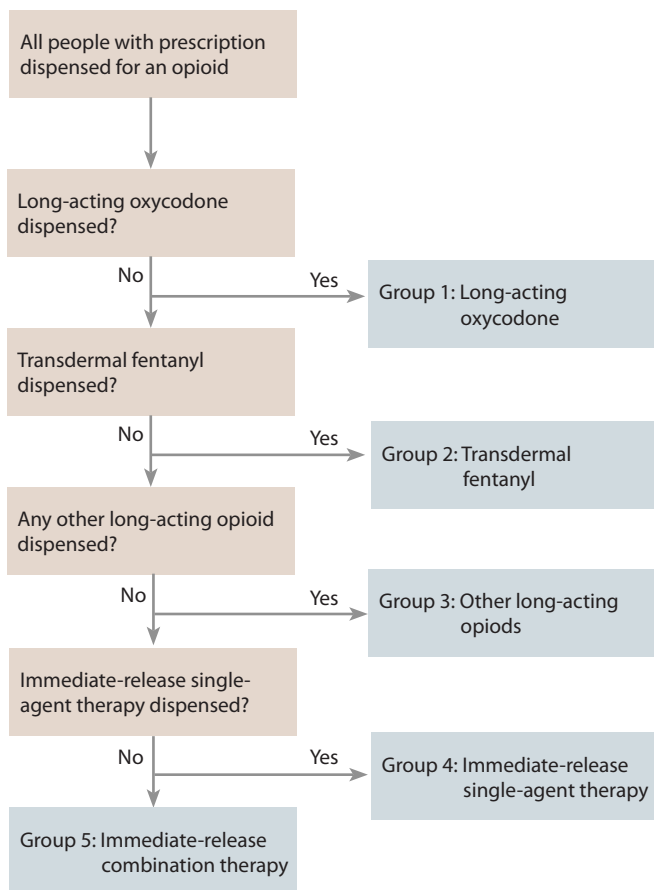 All people with prescription
dispensed for an opioid
Long-acting oxycodone
dispensed?
No
Yes
Group 1: Long-acting
oxycodone
Transdermal fentanyl
dispensed?
No
Yes
Group 2: Transdermal
fentanyl
Any other long-acting opioid
dispensed?
No
Yes
Group 3: Other long-acting
opiods
Immediate-release single-
agent therapy dispensed?
No
Yes
Group 4: Immediate-release
single-agent therapy
Group 5: Immediate-release
combination therapy